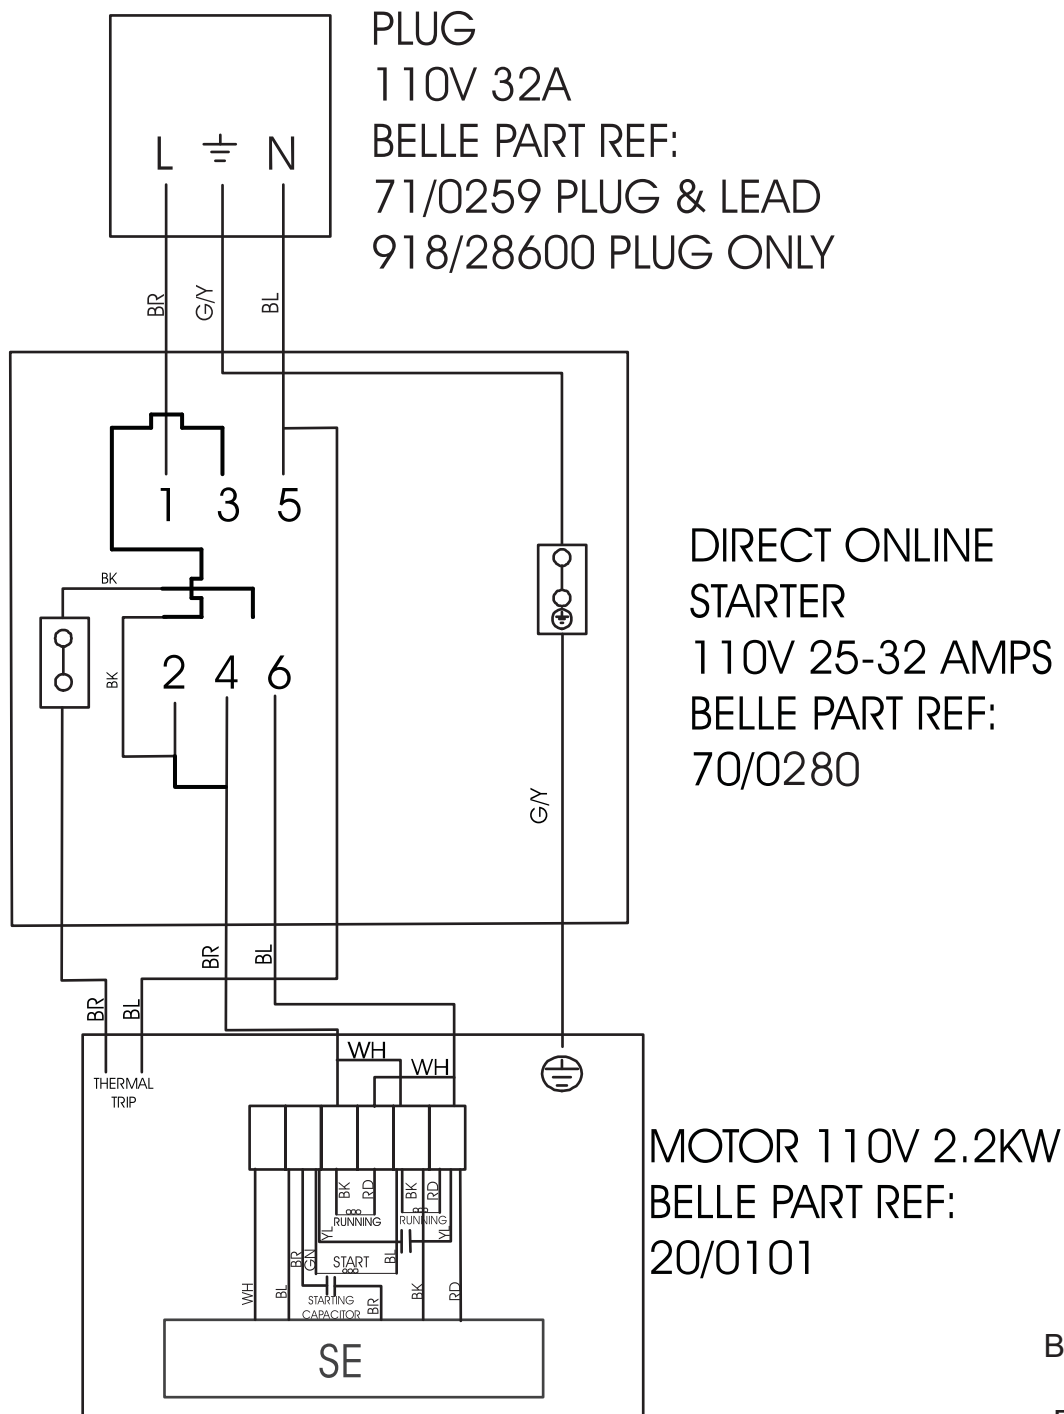 PLUG
110V 32A
BELLE PART REF:
71/0259 PLUG & LEAD
918/28600 PLUG ONLY
L N
BR G/Y BL
1 3 5
BK
BK
2 4 6
DIRECT ONLINE
STARTER
110V 25-32 AMPS
BELLE PART REF:
70/0280
G/Y
BR BL
BR BL
THERMAL
TRIP
WH
WH
MOTOR 110V 2.2KW
BELLE PART REF:
20/0101
BK RD BK RD
RUNNING RUNNING
YL YL
BR GN START BL
WH BL STARTING BR BK RD
CAPACITOR
SE
B